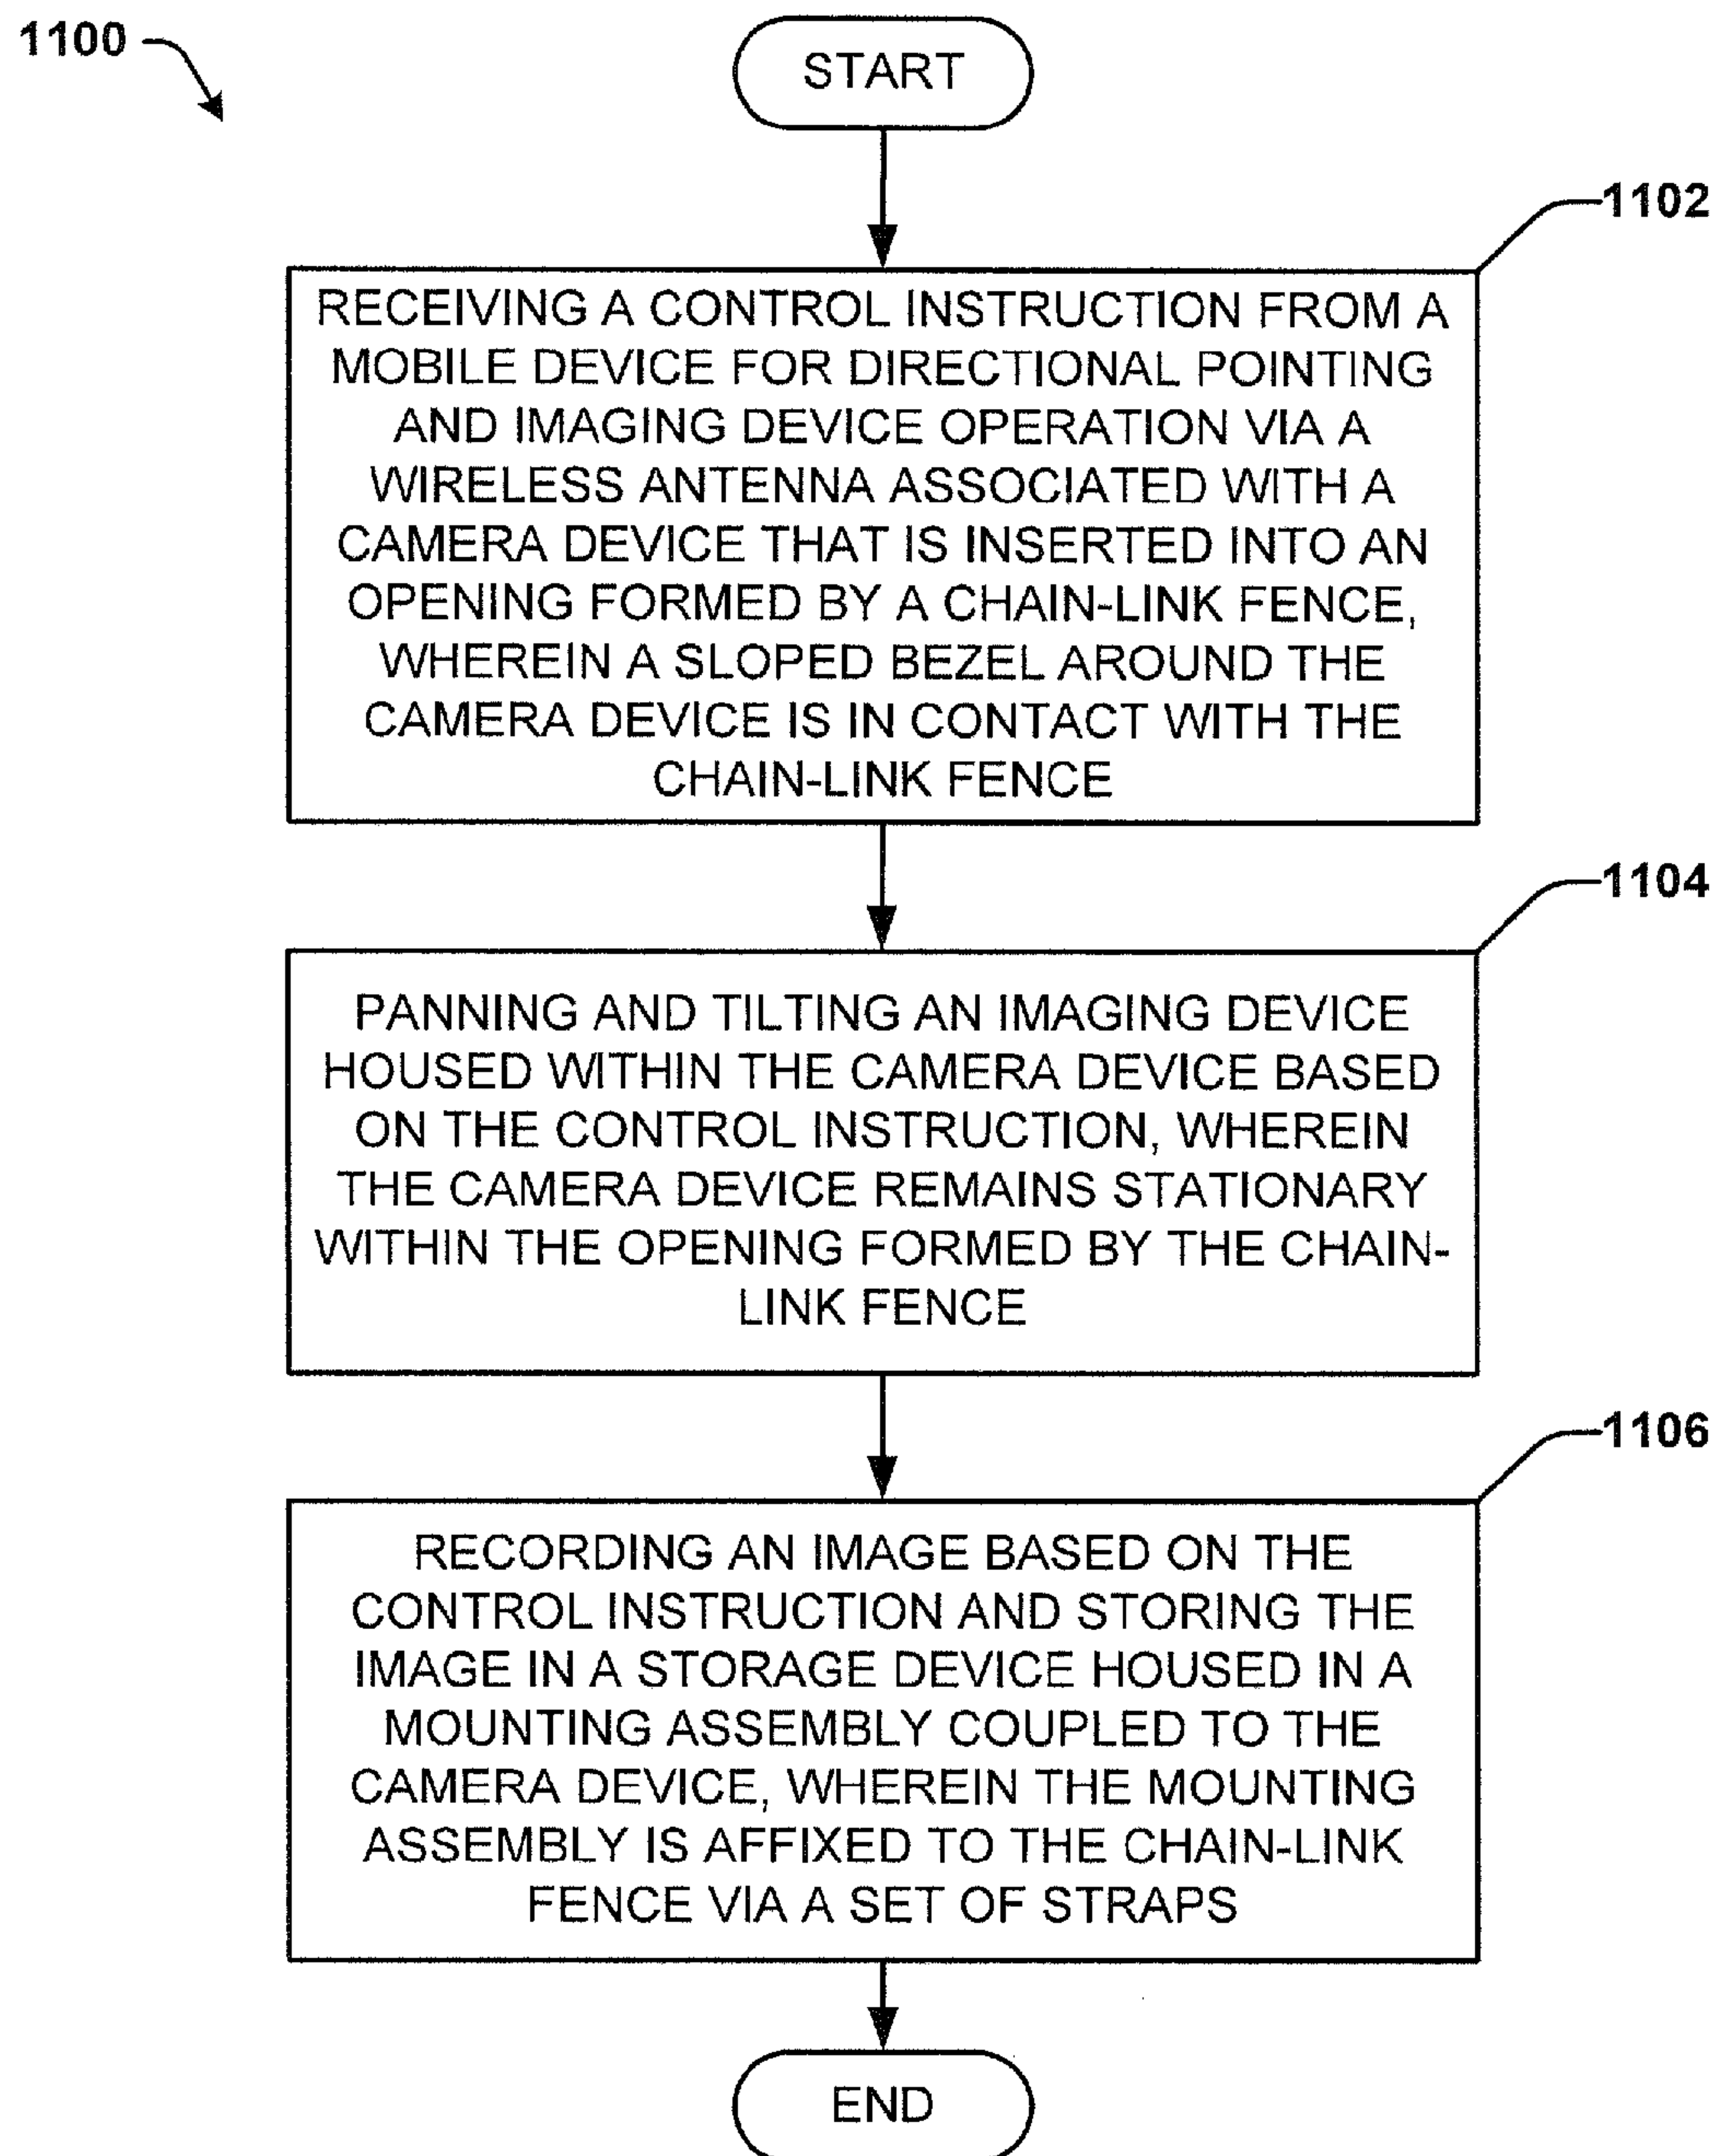 1100
START
1102
RECEIVING A CONTROL INSTRUCTION FROM A
MOBILE DEVICE FOR DIRECTIONAL POINTING
AND IMAGING DEVICE OPERATION VIA A
WIRELESS ANTENNA ASSOCIATED WITH A
CAMERA DEVICE THAT IS INSERTED INTO AN
OPENING FORMED BY A CHAIN-LINK FENCE,
WHEREIN A SLOPED BEZEL AROUND THE
CAMERA DEVICE IS IN CONTACT WITH THE
CHAIN-LINK FENCE
1104
PANNING AND TILTING AN IMAGING DEVICE
HOUSED WITHIN THE CAMERA DEVICE BASED
ON THE CONTROL INSTRUCTION, WHEREIN
THE CAMERA DEVICE REMAINS STATIONARY
WITHIN THE OPENING FORMED BY THE CHAIN-
LINK FENCE
1106
RECORDING AN IMAGE BASED ON THE
CONTROL INSTRUCTION AND STORING THE
IMAGE IN A STORAGE DEVICE HOUSED IN A
MOUNTING ASSEMBLY COUPLED TO THE
CAMERA DEVICE, WHEREIN THE MOUNTING
ASSEMBLY IS AFFIXED TO THE CHAIN-LINK
FENCE VIA A SET OF STRAPS
END